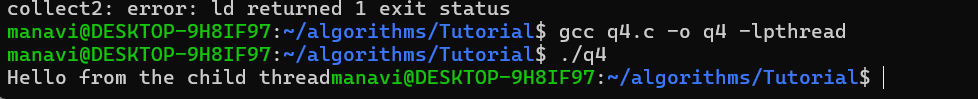 collect2: error: ld returned 1 exit status
manavi@DESKTOP-9H8IF97:~/algorithms/Tutorial$ gcc q4.c -o q4 -lpthread
manavi@DESKTOP-9H8IF97:~/algorithms/Tutorial$ ./q4
Hello from the child threadmanavi@DESKTOP-9H8IF97:~/algorithms/Tutorial$